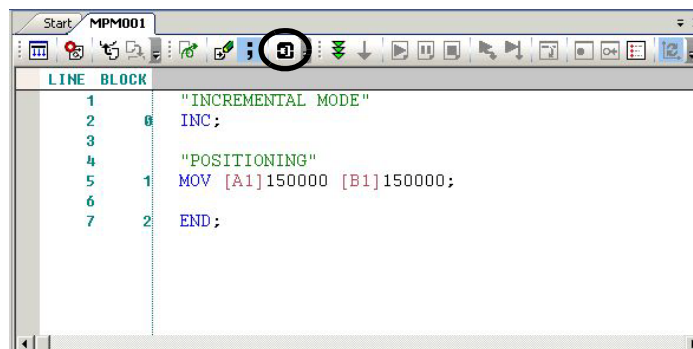 Start MPM001
LINE BLOCK
1 "INCREMENTAL MODE"
2 0 INC;
3
4 "POSITIONING"
5 1 MOV [A1]150000 [B1]150000;
6
7 2 END;